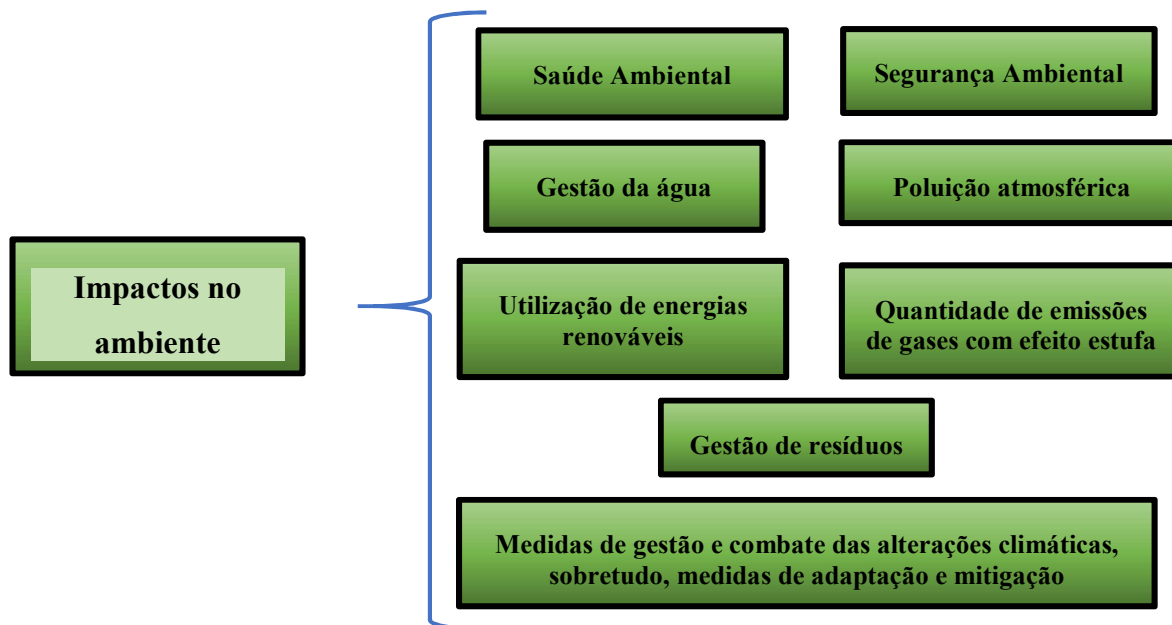 Saúde Ambiental
Segurança Ambiental
Gestão da água
Poluição atmosférica
Impactos no
ambiente
Utilização de energias
renováveis
Quantidade de emissões
de gases com efeito estufa
Gestão de resíduos
Medidas de gestão e combate das alterações climáticas,
sobretudo, medidas de adaptação e mitigação